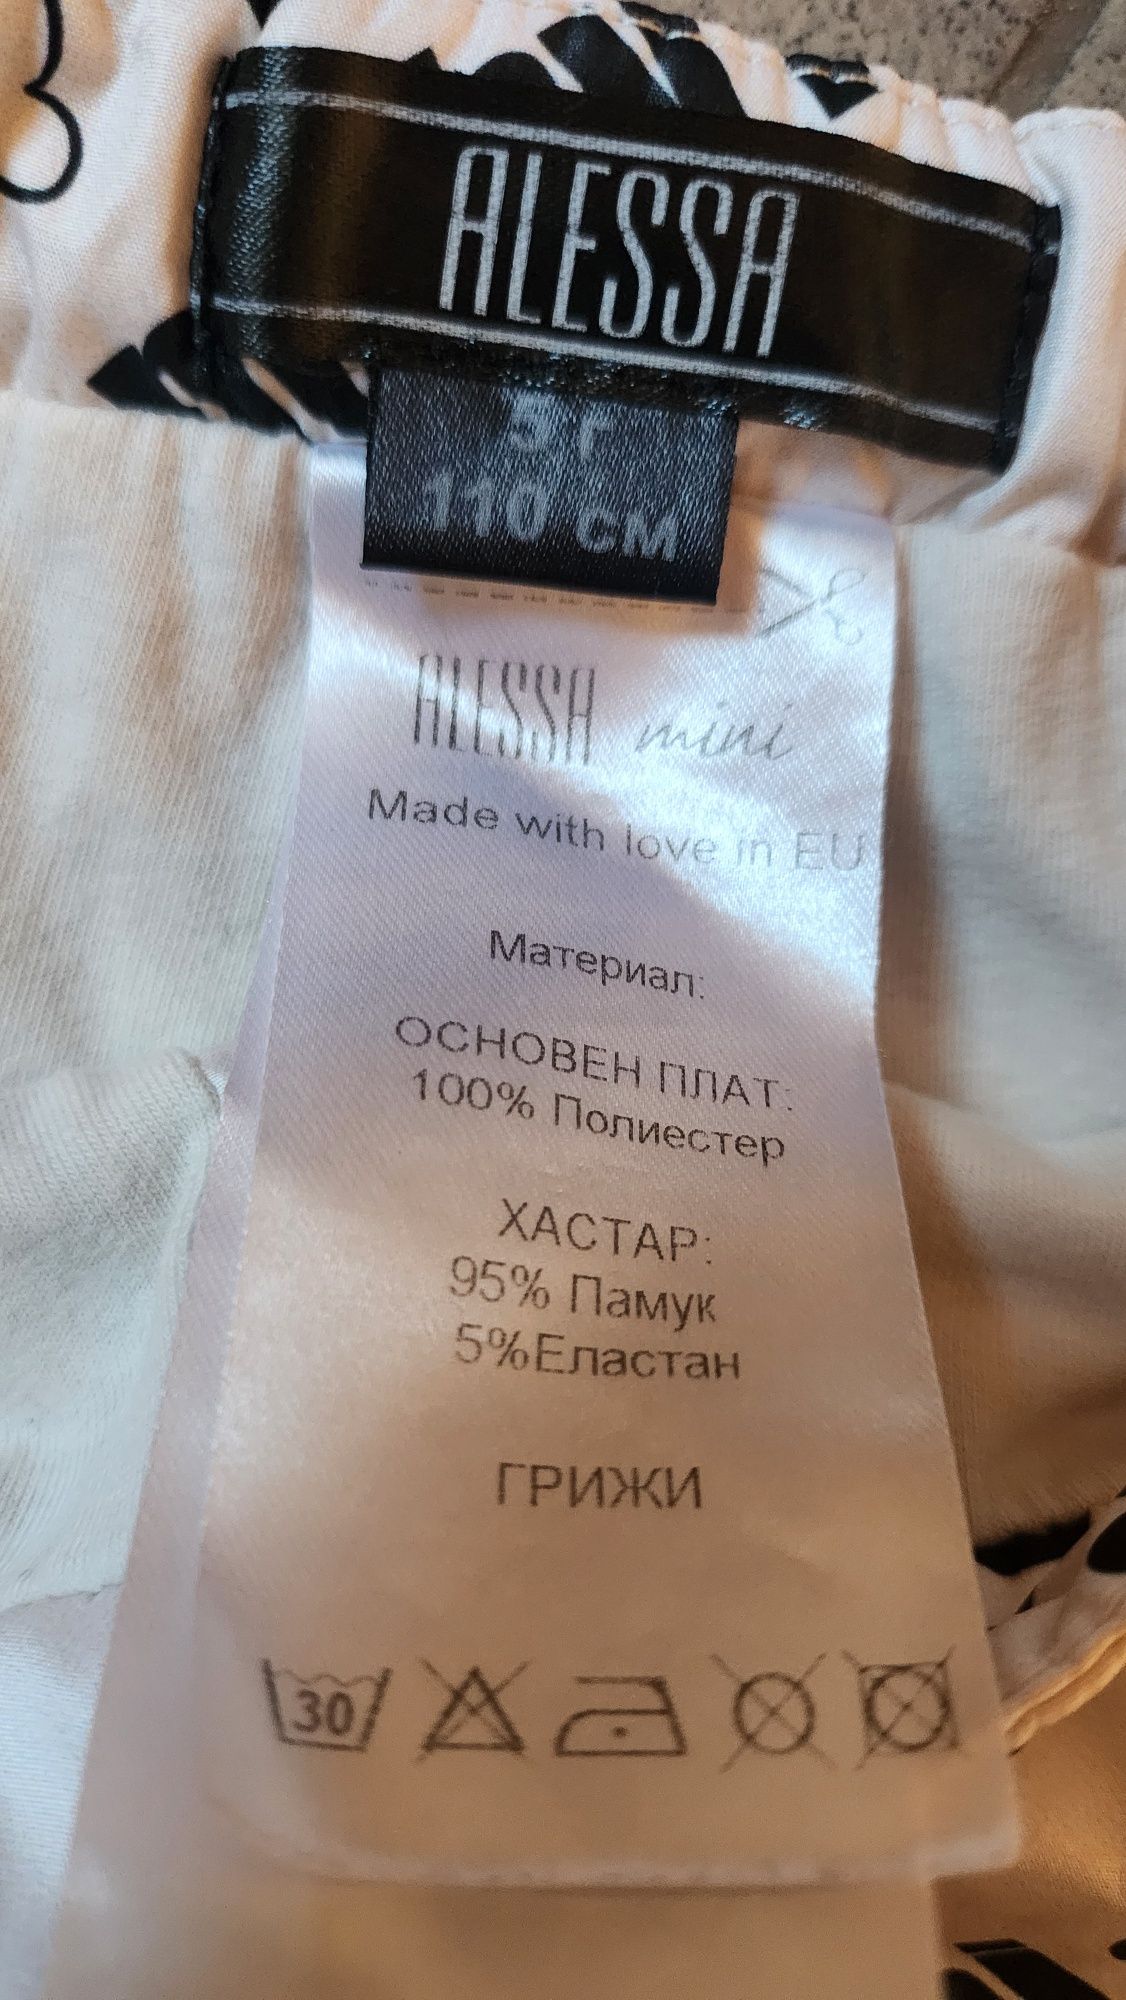 ALESSA
5 г
110 см
ALESSA mini
Made with love in EU
Материал:
ОСНОВЕН ПЛАТ:
100% Полиестер
ХАСТАР:
95% Памук
5%Еластан
ГРИЖИ
30